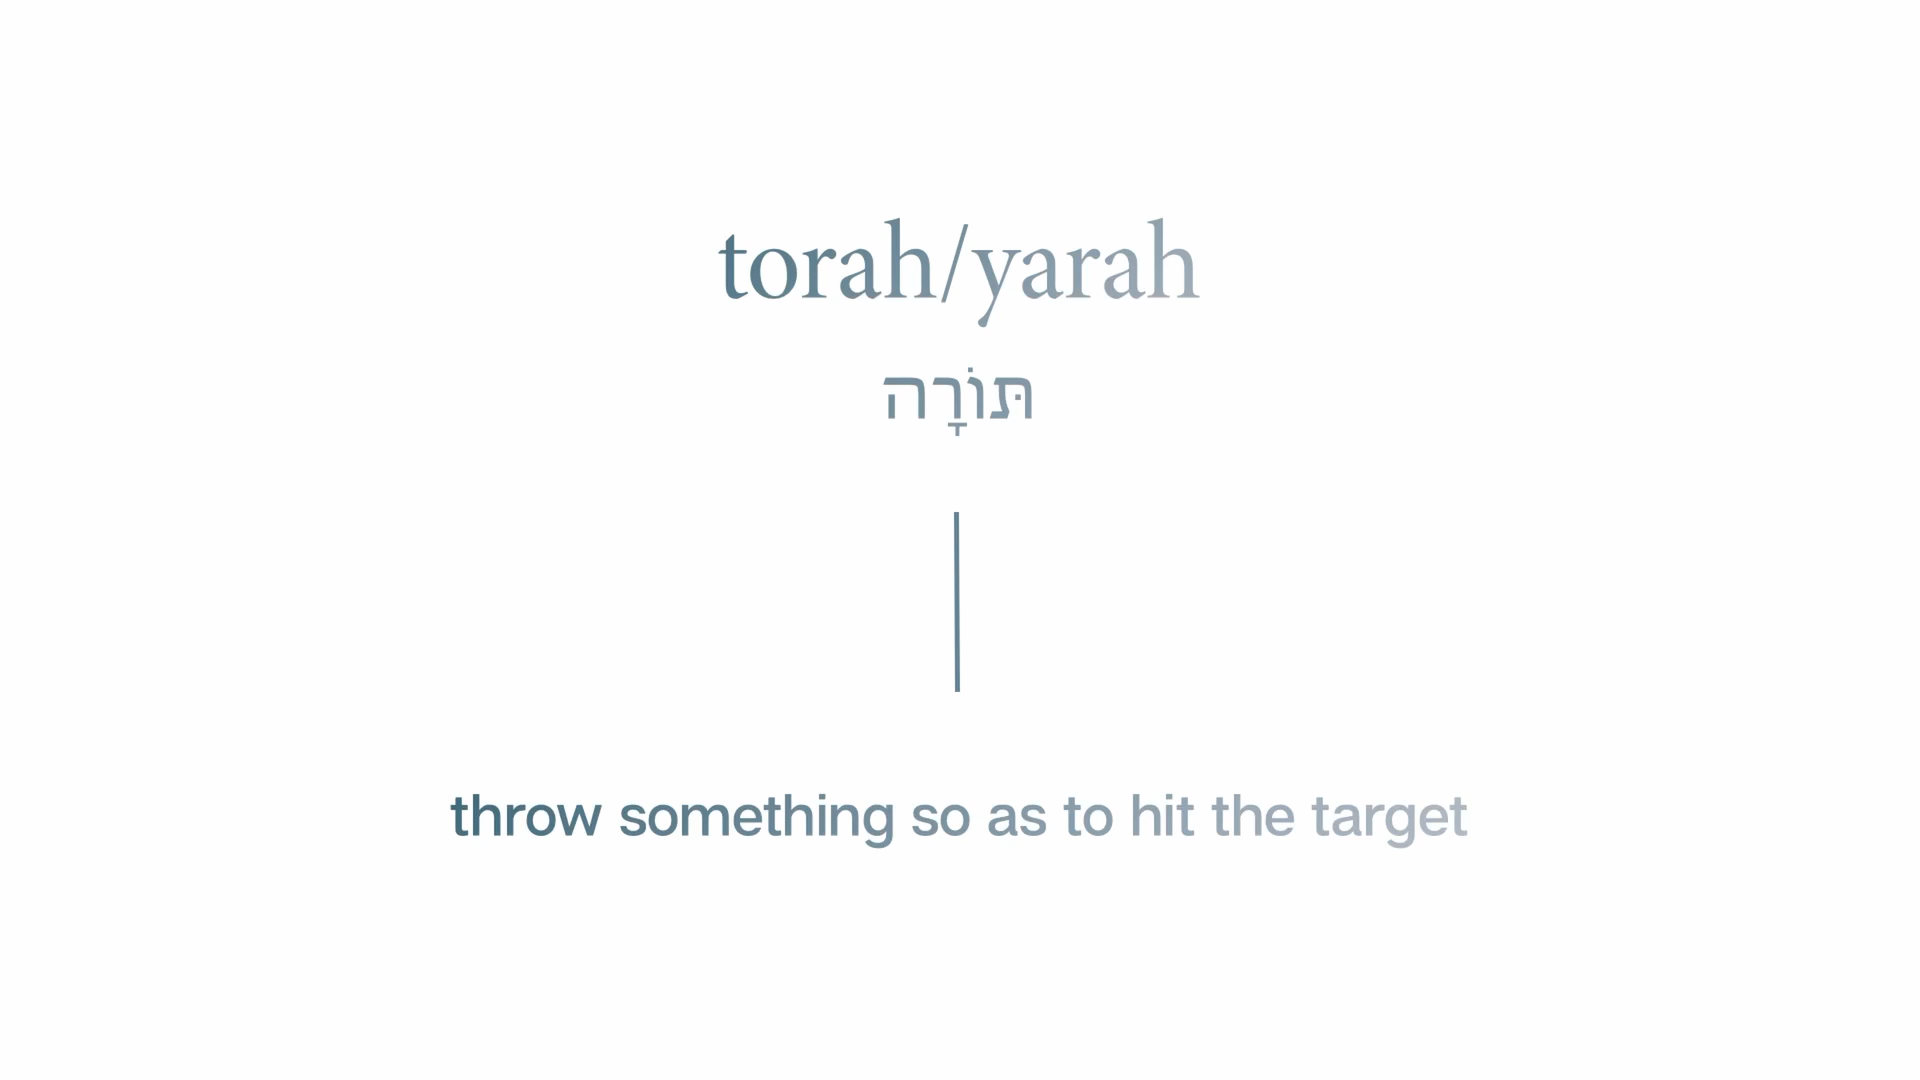 torah/yarah
תּוֹרָה
throw something so as to hit the target